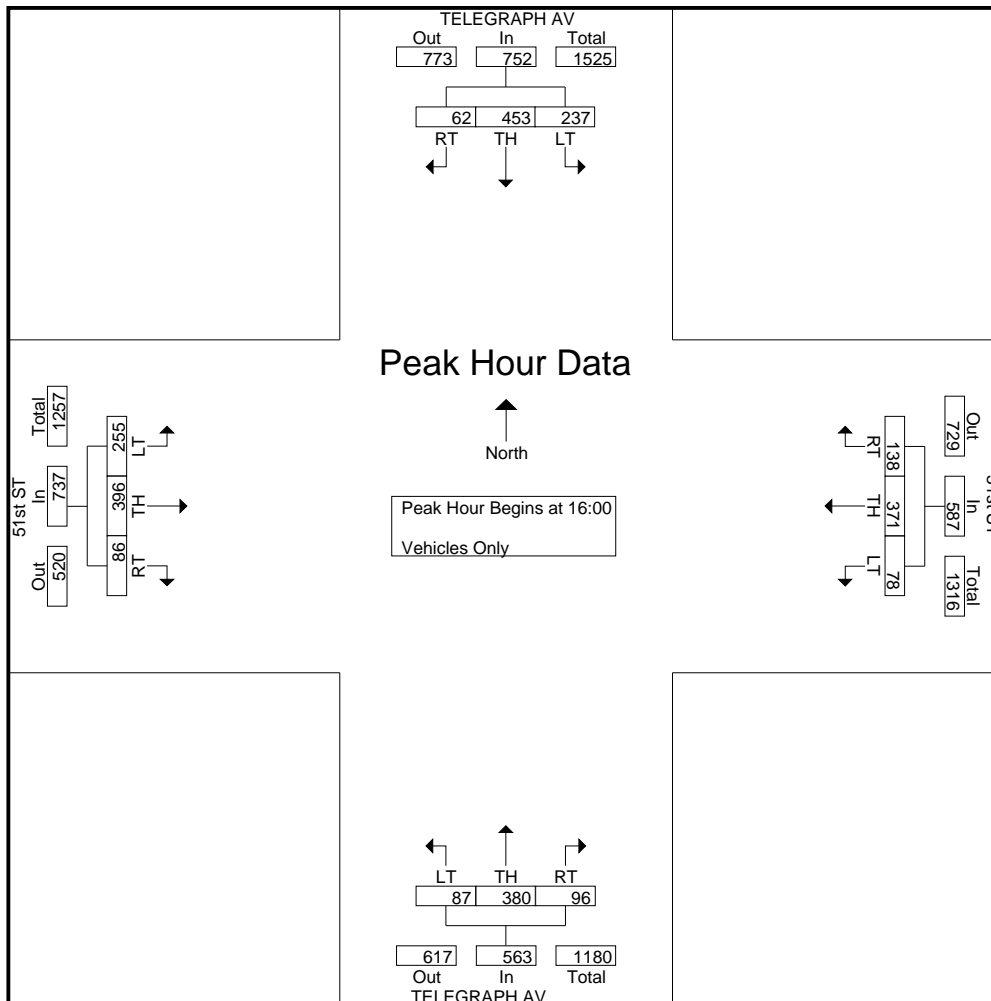 TELEGRAPH AV
Out In Total
773 752 1525
62 453 237
RT TH LT
Peak Hour Data
North
Peak Hour Begins at 16:00
Vehicles Only
51st ST
Total In Out
1257 737 520
255 396 86
LT TH RT
Out In Total
729 587 1316
138 371 78
RT TH LT
LT TH RT
87 380 96
617 563 1180
Out In Total
TELEGRAPH AV